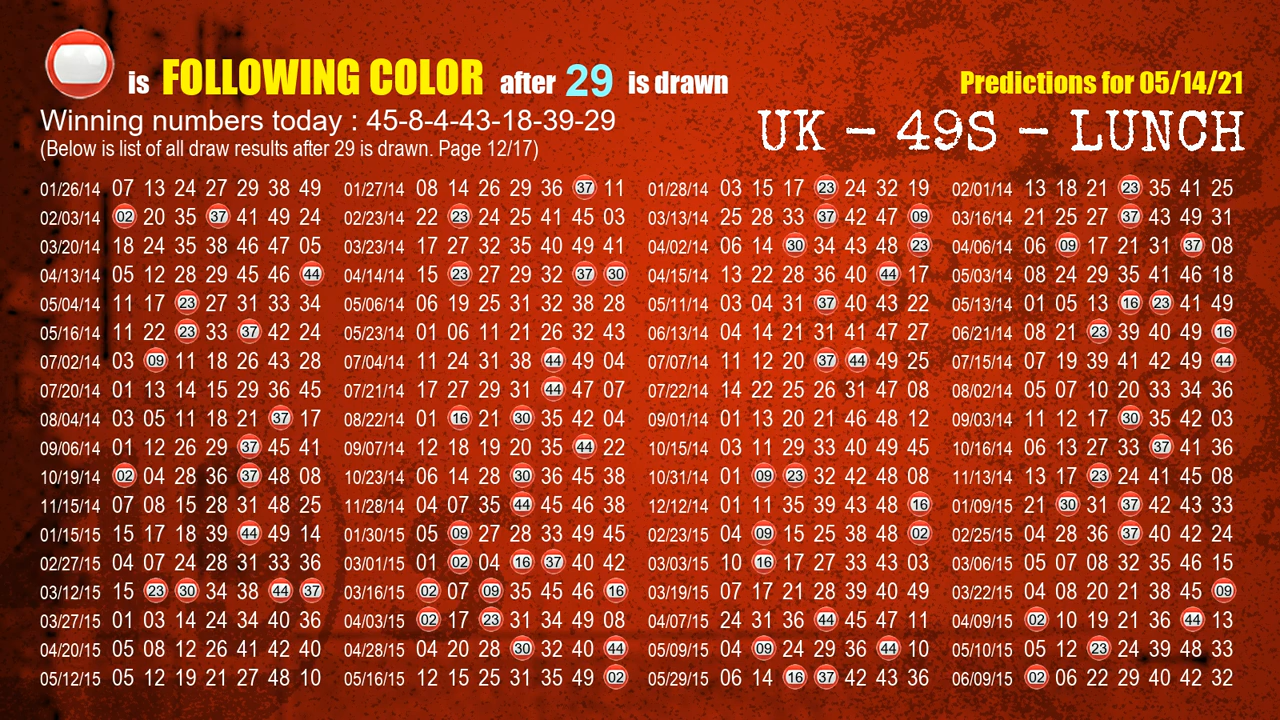 is FOLLOWING COLOR after 29 is drawn
Predictions for 05/14/21
Winning numbers today : 45-8-4-43-18-39-29
UK - 49S - LUNCH
(Below is list of all draw results after 29 is drawn. Page 12/17)
01/26/14 07 13 24 27 29 38 49 01/27/14 08 14 26 29 36 37 11 01/28/14 03 15 17 23 24 32 19 02/01/14 13 18 21 23 35 41 25
02/03/14 02 20 35 37 41 49 24 02/23/14 22 23 24 25 41 45 03 03/13/14 25 28 33 37 42 47 09 03/16/14 21 25 27 37 43 49 31
03/20/14 18 24 35 38 46 47 05 03/23/14 17 27 32 35 40 49 41 04/02/14 06 14 30 34 43 48 23 04/06/14 06 09 17 21 31 37 08
04/13/14 05 12 28 29 45 46 44 04/14/14 15 23 27 29 32 37 30 04/15/14 13 22 28 36 40 44 17 05/03/14 08 24 29 35 41 46 18
05/04/14 11 17 23 27 31 33 34 05/06/14 06 19 25 31 32 38 28 05/11/14 03 04 31 37 40 43 22 05/13/14 01 05 13 16 23 41 49
05/16/14 11 22 23 33 37 42 24 05/23/14 01 06 11 21 26 32 43 06/13/14 04 14 21 31 41 47 27 06/21/14 08 21 23 39 40 49 16
07/02/14 03 09 11 18 26 43 28 07/04/14 11 24 31 38 44 49 04 07/07/14 11 12 20 37 44 49 25 07/15/14 07 19 39 41 42 49 44
07/20/14 01 13 14 15 29 36 45 07/21/14 17 27 29 31 44 47 07 07/22/14 14 22 25 26 31 47 08 08/02/14 05 07 10 20 33 34 36
08/04/14 03 05 11 18 21 37 17 08/22/14 01 16 21 30 35 42 04 09/01/14 01 13 20 21 46 48 12 09/03/14 11 12 17 30 35 42 03
09/06/14 01 12 26 29 37 45 41 09/07/14 12 18 19 20 35 44 22 10/15/14 03 11 29 33 40 49 45 10/16/14 06 13 27 33 37 41 36
10/19/14 02 04 28 36 37 48 08 10/23/14 06 14 28 30 36 45 38 10/31/14 01 09 23 32 42 48 08 11/13/14 13 17 23 24 41 45 08
11/15/14 07 08 15 28 31 48 25 11/28/14 04 07 35 44 45 46 38 12/12/14 01 11 35 39 43 48 16 01/09/15 21 30 31 37 42 43 33
01/15/15 15 17 18 39 44 49 14 01/30/15 05 09 27 28 33 49 45 02/23/15 04 09 15 25 38 48 02 02/25/15 04 28 36 37 40 42 24
02/27/15 04 07 24 28 31 33 36 03/01/15 01 02 04 16 37 40 42 03/03/15 10 16 17 27 33 43 03 03/06/15 05 07 08 32 35 46 15
03/12/15 15 23 30 34 38 44 37 03/16/15 02 07 09 35 45 46 16 03/19/15 07 17 21 28 39 40 49 03/22/15 04 08 20 21 38 45 09
03/27/15 01 03 14 24 34 40 36 04/03/15 02 17 23 31 34 49 08 04/07/15 24 31 36 44 45 47 11 04/09/15 02 10 19 21 36 44 13
04/20/15 05 08 12 26 41 42 40 04/28/15 04 20 28 30 32 40 44 05/09/15 04 09 24 29 36 44 10 05/10/15 05 12 23 24 39 48 33
05/12/15 05 12 19 21 27 48 10 05/16/15 12 15 25 31 35 49 02 05/29/15 06 14 16 37 42 43 36 06/09/15 02 06 22 29 40 42 32